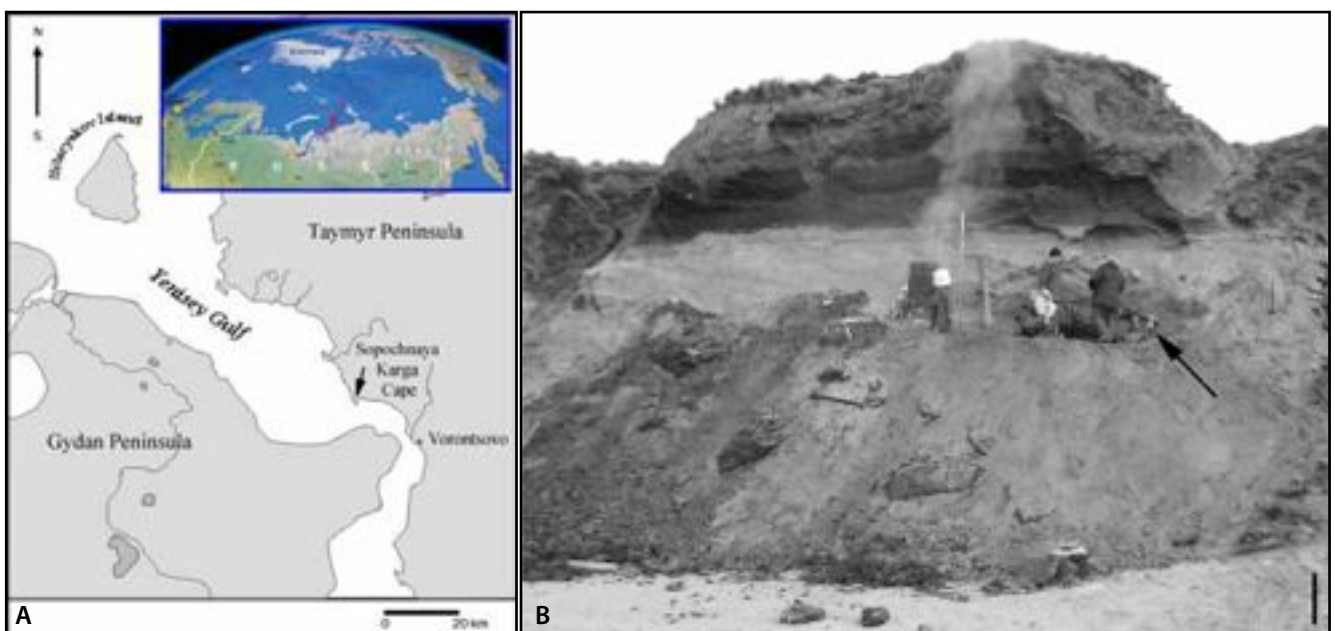 N
S
Sibiryakov Island
Taymyr Peninsula
Yenisey Gulf
Sopochnaya
Karga
Cape
Gydan Peninsula
Vorontsovo
A
0 20 km
B